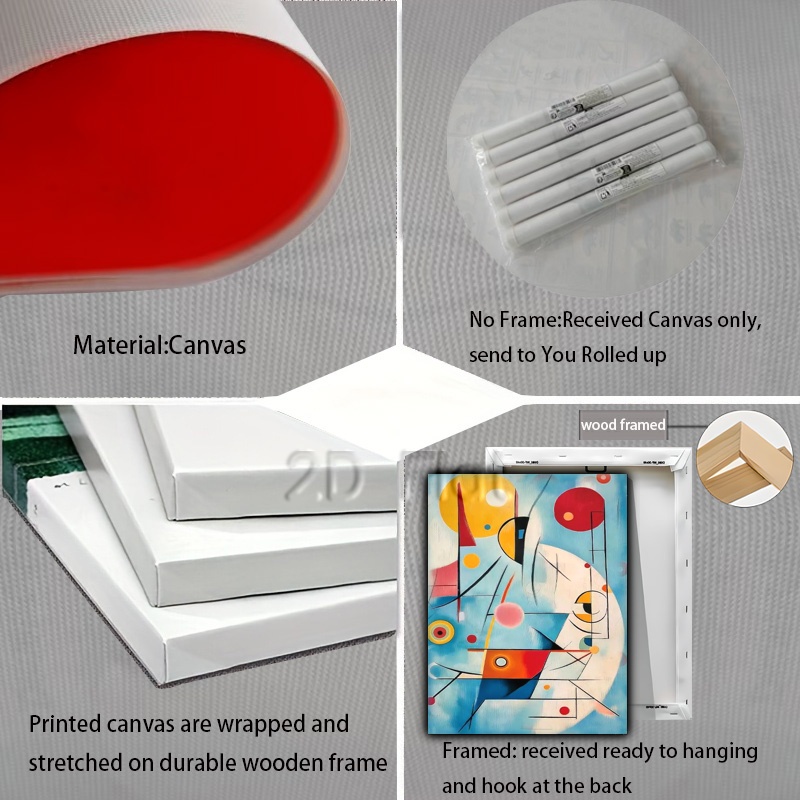 Material:Canvas
No Frame:Received Canvas only,
send to You Rolled up
2D
wood framed
Printed canvas are wrapped and
stretched on durable wooden frame
Framed: received ready to hanging
and hook at the back